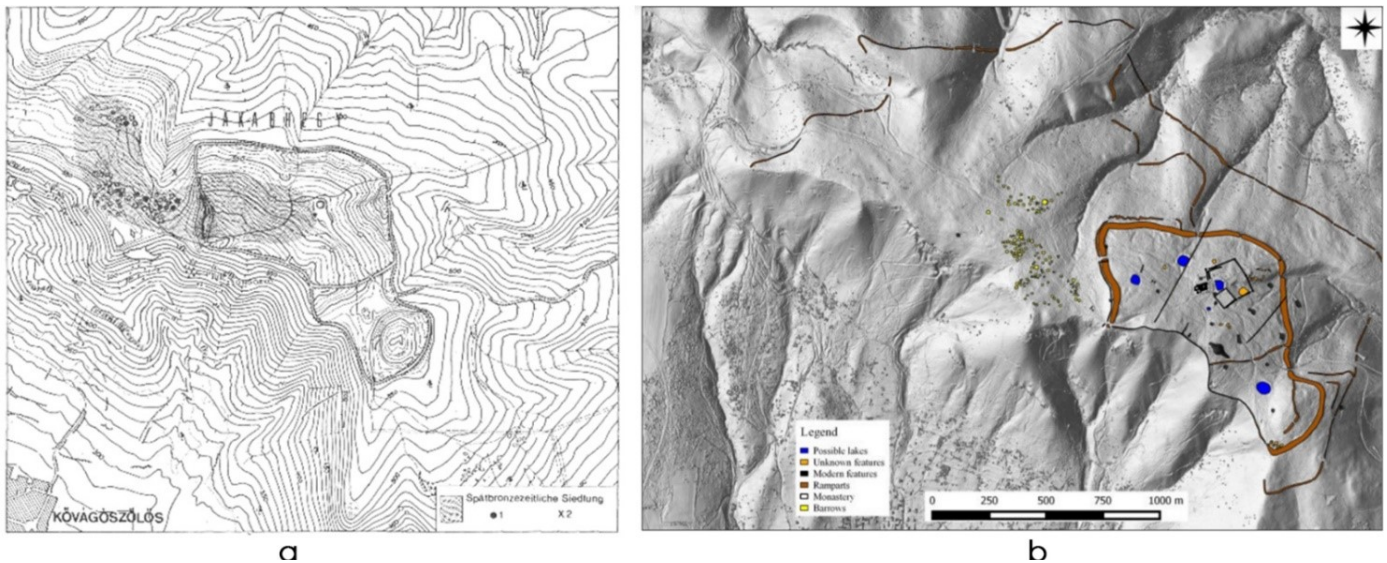 JAKABHEGY
KŐVÁGÓSZŐLŐS
Spätbronzezeitliche Siedlung
1 X 2
a
Legend
Possible lakes
Unknown features
Modern features
Ramparts
Monastery
Barrows
0 250 500 750 1000 m
b